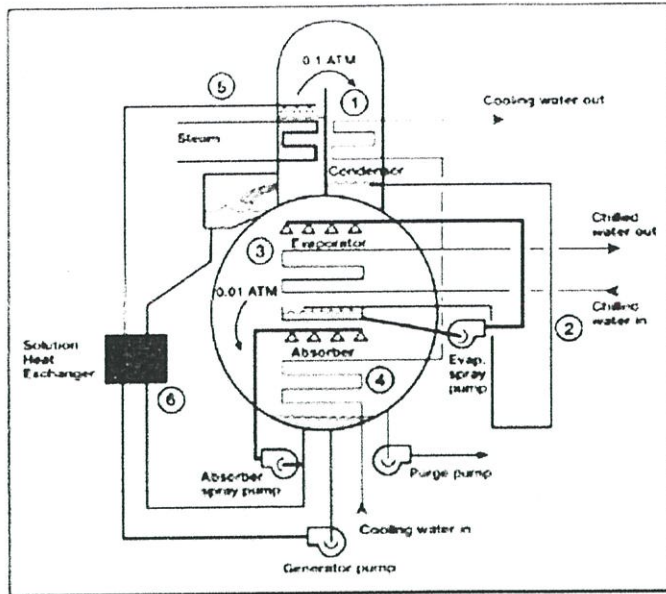 0.1 ATM
5
1
Cooling water out
Steam
Condensor
Chilled
water out
3
Evaporator
0.01 ATM
Chilled
water in
2
Solution
Heat
Exchanger
Absorber
Evap.
spray
pump
4
6
Absorber
spray pump
Purge pump
Cooling water in
Generator pump